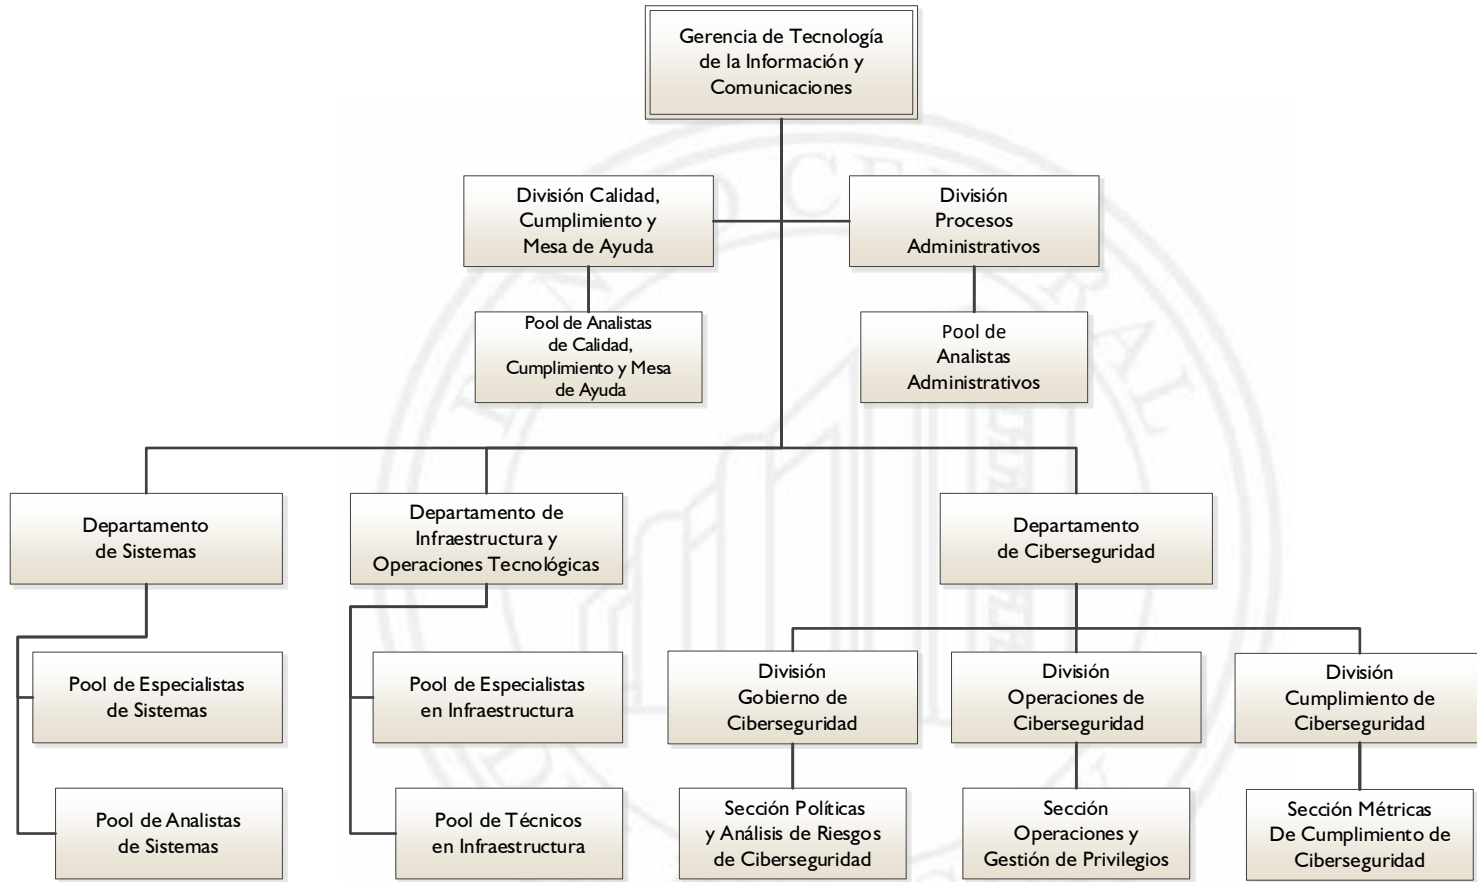 Gerencia de Tecnología
de la Información y
Comunicaciones
División Calidad,
Cumplimiento y
Mesa de Ayuda
División
Procesos
Administrativos
Pool de Analistas
de Calidad,
Cumplimiento y Mesa
de Ayuda
Pool de
Analistas
Administrativos
Departamento
de Sistemas
Departamento de
Infraestructura y
Operaciones Tecnológicas
Departamento
de Ciberseguridad
Pool de Especialistas
de Sistemas
Pool de Especialistas
en Infraestructura
División
Gobierno de
Ciberseguridad
División
Operaciones de
Ciberseguridad
División
Cumplimiento de
Ciberseguridad
Pool de Analistas
de Sistemas
Pool de Técnicos
en Infraestructura
Sección Políticas
y Análisis de Riesgos
de Ciberseguridad
Sección
Operaciones y
Gestión de Privilegios
Sección Métricas
De Cumplimiento de
Ciberseguridad